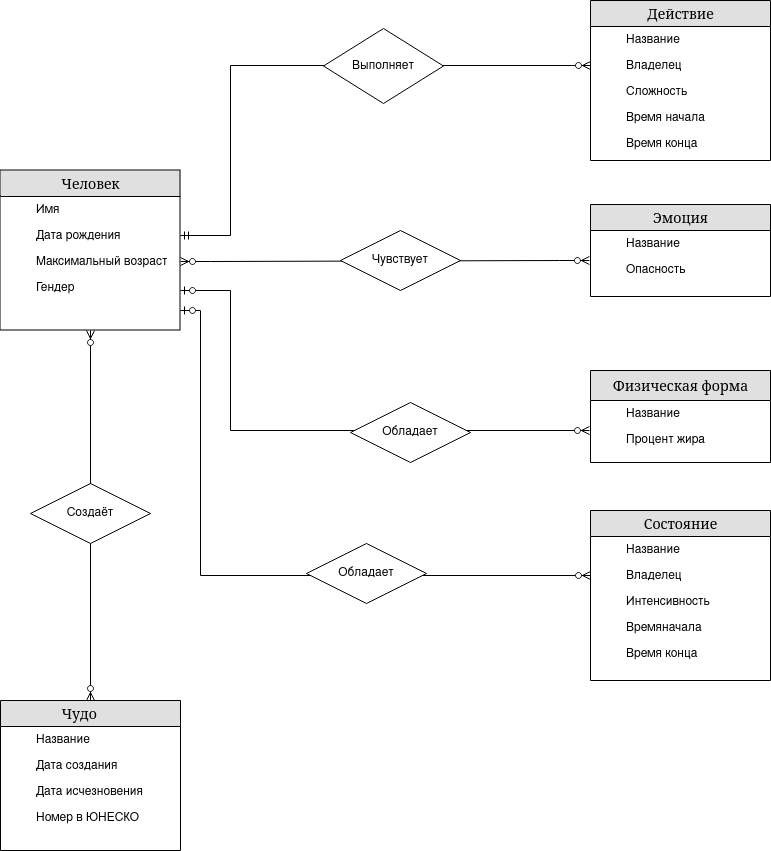 Действие
Название
Владелец
Сложность
Время начала
Время конца
Выполняет
Человек
Имя
Дата рождения
Максимальный возраст
Гендер
Чувствует
Эмоция
Название
Опасность
Обладает
Физическая форма
Название
Процент жира
Создаёт
Обладает
Состояние
Название
Владелец
Интенсивность
Времяначала
Время конца
Чудо
Название
Дата создания
Дата исчезновения
Номер в ЮНЕСКО